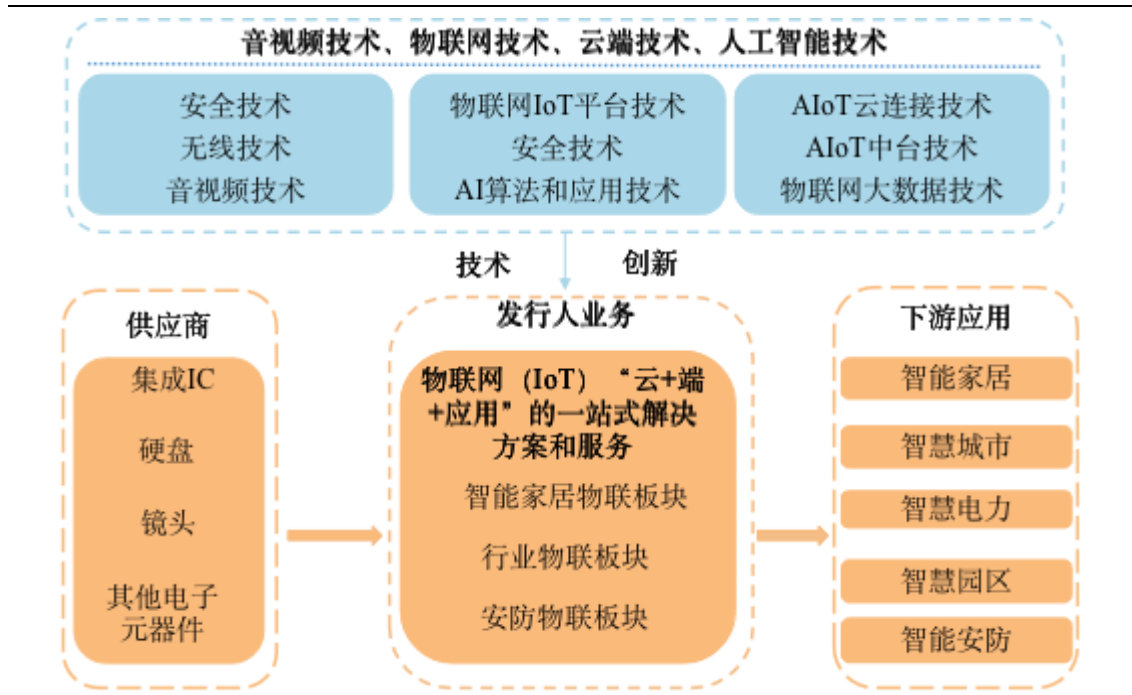 音视频技术、物联网技术、云端技术、人工智能技术
安全技术
无线技术
音视频技术
物联网IoT平台技术
安全技术
AI算法和应用技术
AIoT云连接技术
AIoT中台技术
物联网大数据技术
技术 创新
供应商
集成IC
硬盘
镜头
其他电子
元器件
发行人业务
物联网（IoT）“云+端
+应用”的一站式解决
方案和服务
智能家居物联板块
行业物联板块
安防物联板块
下游应用
智能家居
智慧城市
智慧电力
智慧园区
智能安防